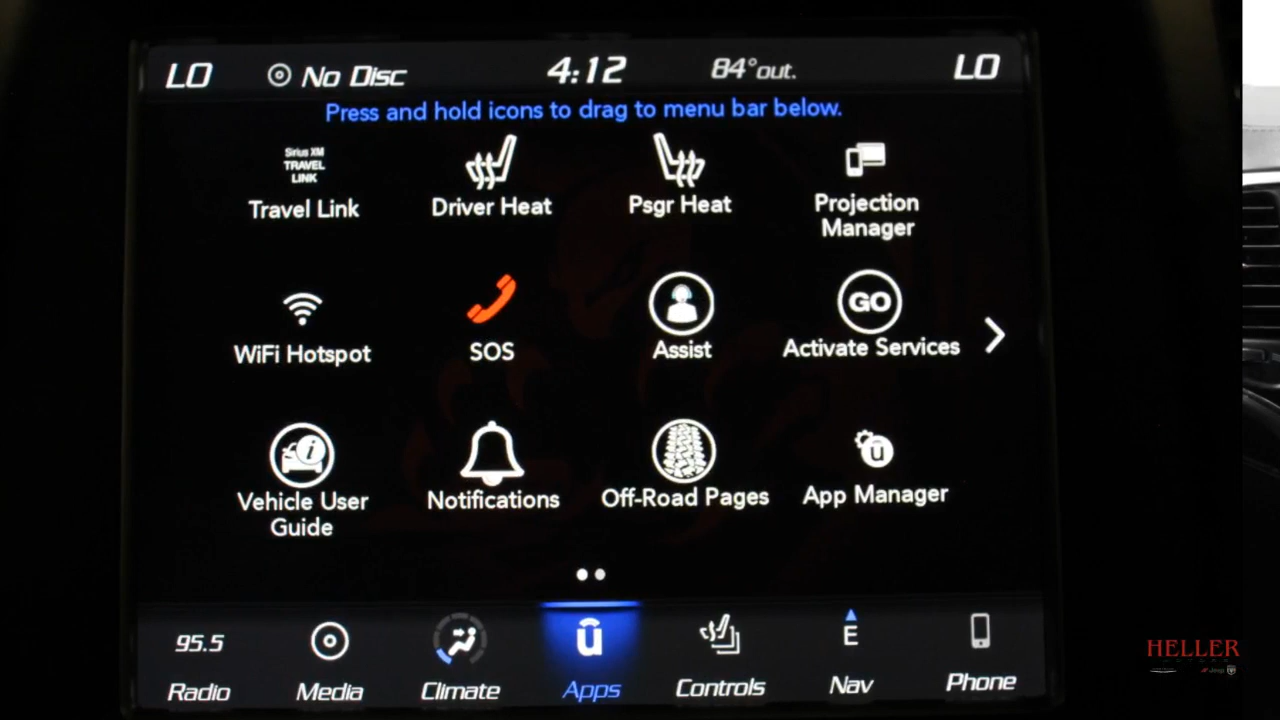 LO No Disc 4:12 84°out. LO
Press and hold icons to drag to menu bar below.
Sirius XM
TRAVEL
LINK
Travel Link
Driver Heat
Psgr Heat
Projection
Manager
WiFi Hotspot
SOS
Assist
GO
Activate Services
i
Vehicle User
Guide
Notifications
Off-Road Pages
û
App Manager
95.5
Radio
Media
Climate
û
Apps
Controls
E
Nav
Phone
HELLER
MOTORS
Jeep